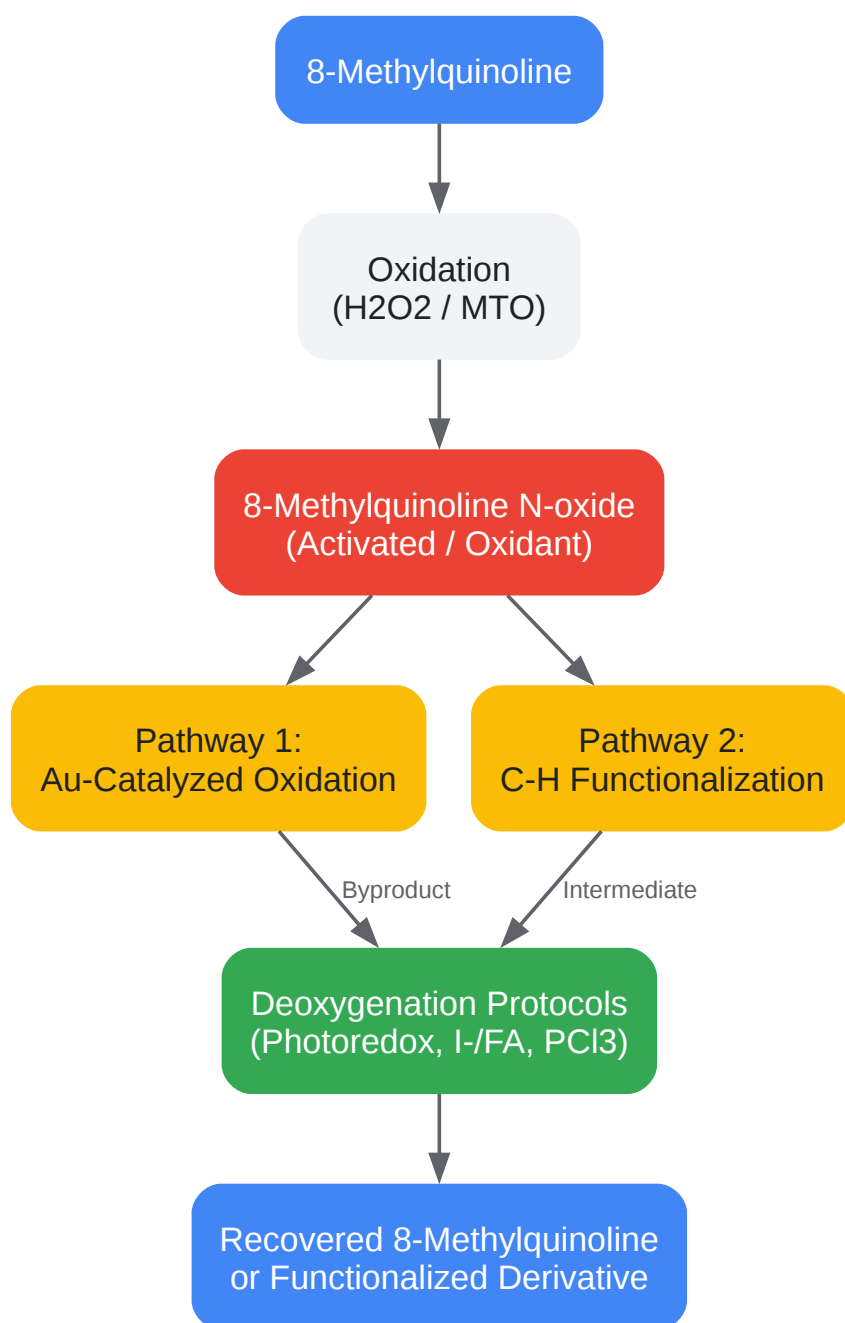 8-Methylquinoline
Oxidation
(H2O2 / MTO)
8-Methylquinoline N-oxide
(Activated / Oxidant)
Pathway 1:
Au-Catalyzed Oxidation
Pathway 2:
C-H Functionalization
Byproduct
Intermediate
Deoxygenation Protocols
(Photoredox, I-/FA, PCl3)
Recovered 8-Methylquinoline
or Functionalized Derivative